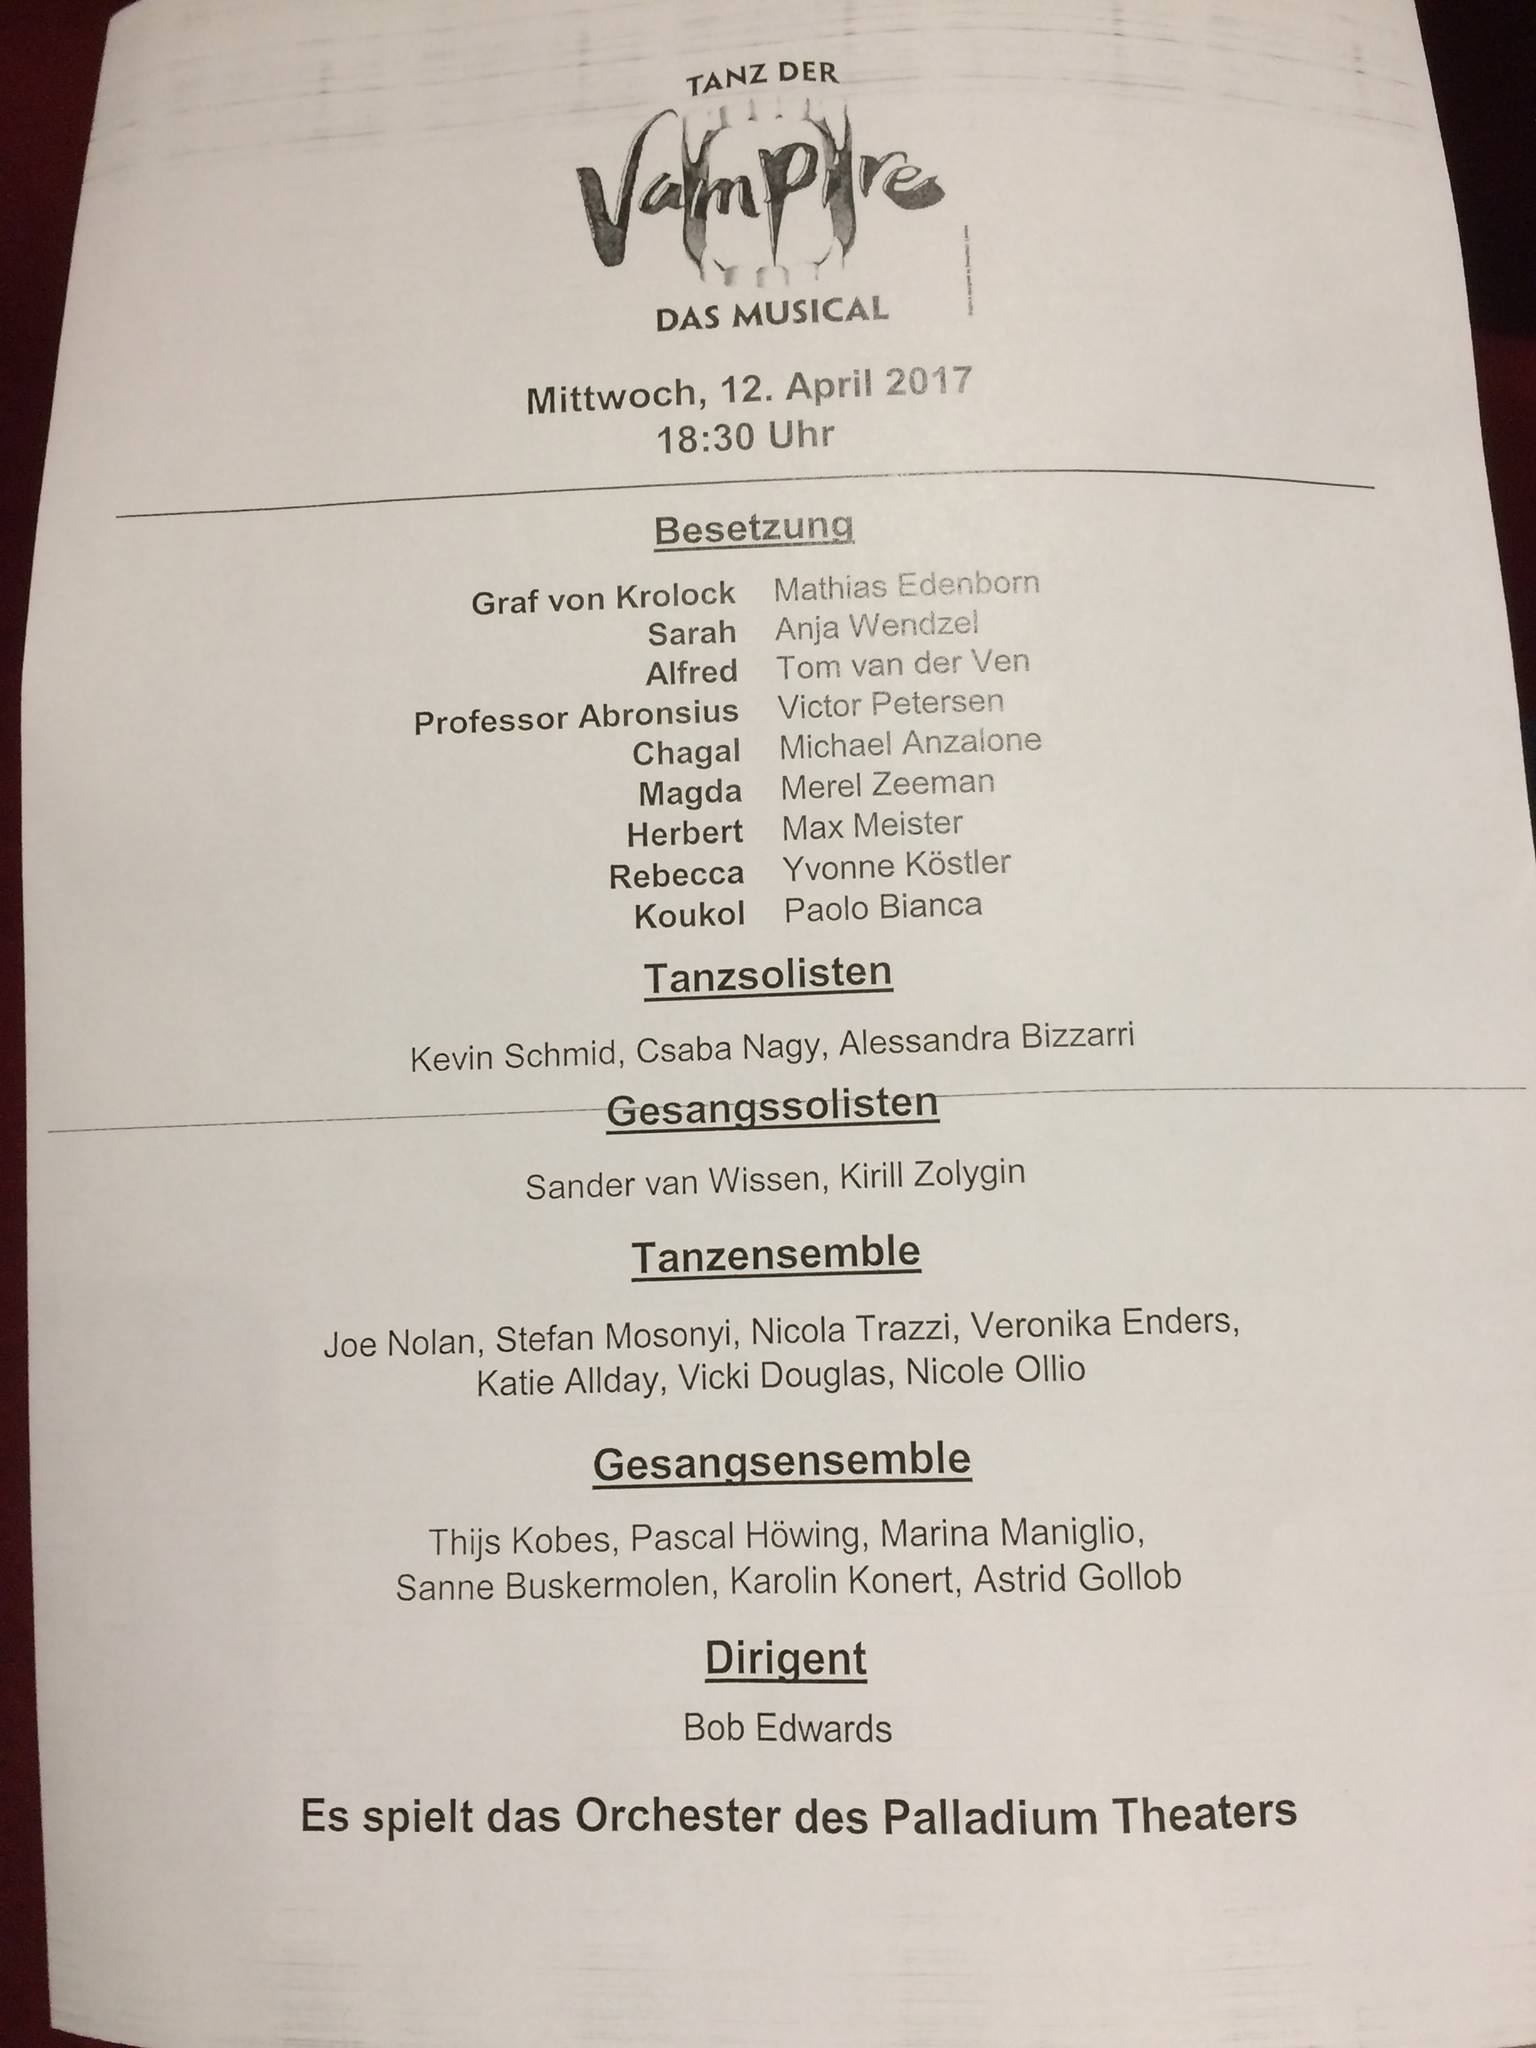 TANZ DER
Vampire
DAS MUSICAL
Mittwoch, 12. April 2017
18:30 Uhr
Besetzung
Graf von Krolock Mathias Edenborn
Sarah Anja Wendzel
Alfred Tom van der Ven
Professor Abronsius Victor Petersen
Chagal Michael Anzalone
Magda Merel Zeeman
Herbert Max Meister
Rebecca Yvonne Köstler
Koukol Paolo Bianca
Tanzsolisten
Kevin Schmid, Csaba Nagy, Alessandra Bizzarri
Gesangssolisten
Sander van Wissen, Kirill Zolygin
Tanzensemble
Joe Nolan, Stefan Mosonyi, Nicola Trazzi, Veronika Enders,
Katie Allday, Vicki Douglas, Nicole Ollio
Gesangsensemble
Thijs Kobes, Pascal Höwing, Marina Maniglio,
Sanne Buskermolen, Karolin Konert, Astrid Gollob
Dirigent
Bob Edwards
Es spielt das Orchester des Palladium Theaters